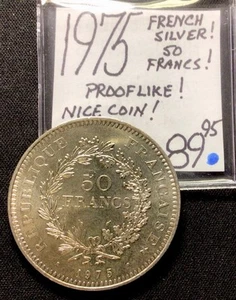 1975 FRENCH
SILVER!
50
FRANCS!
PROOFLIKE!
NICE COIN!
89.95
REPUBLIQUE FRANÇAISE
50
FRANCS
1975